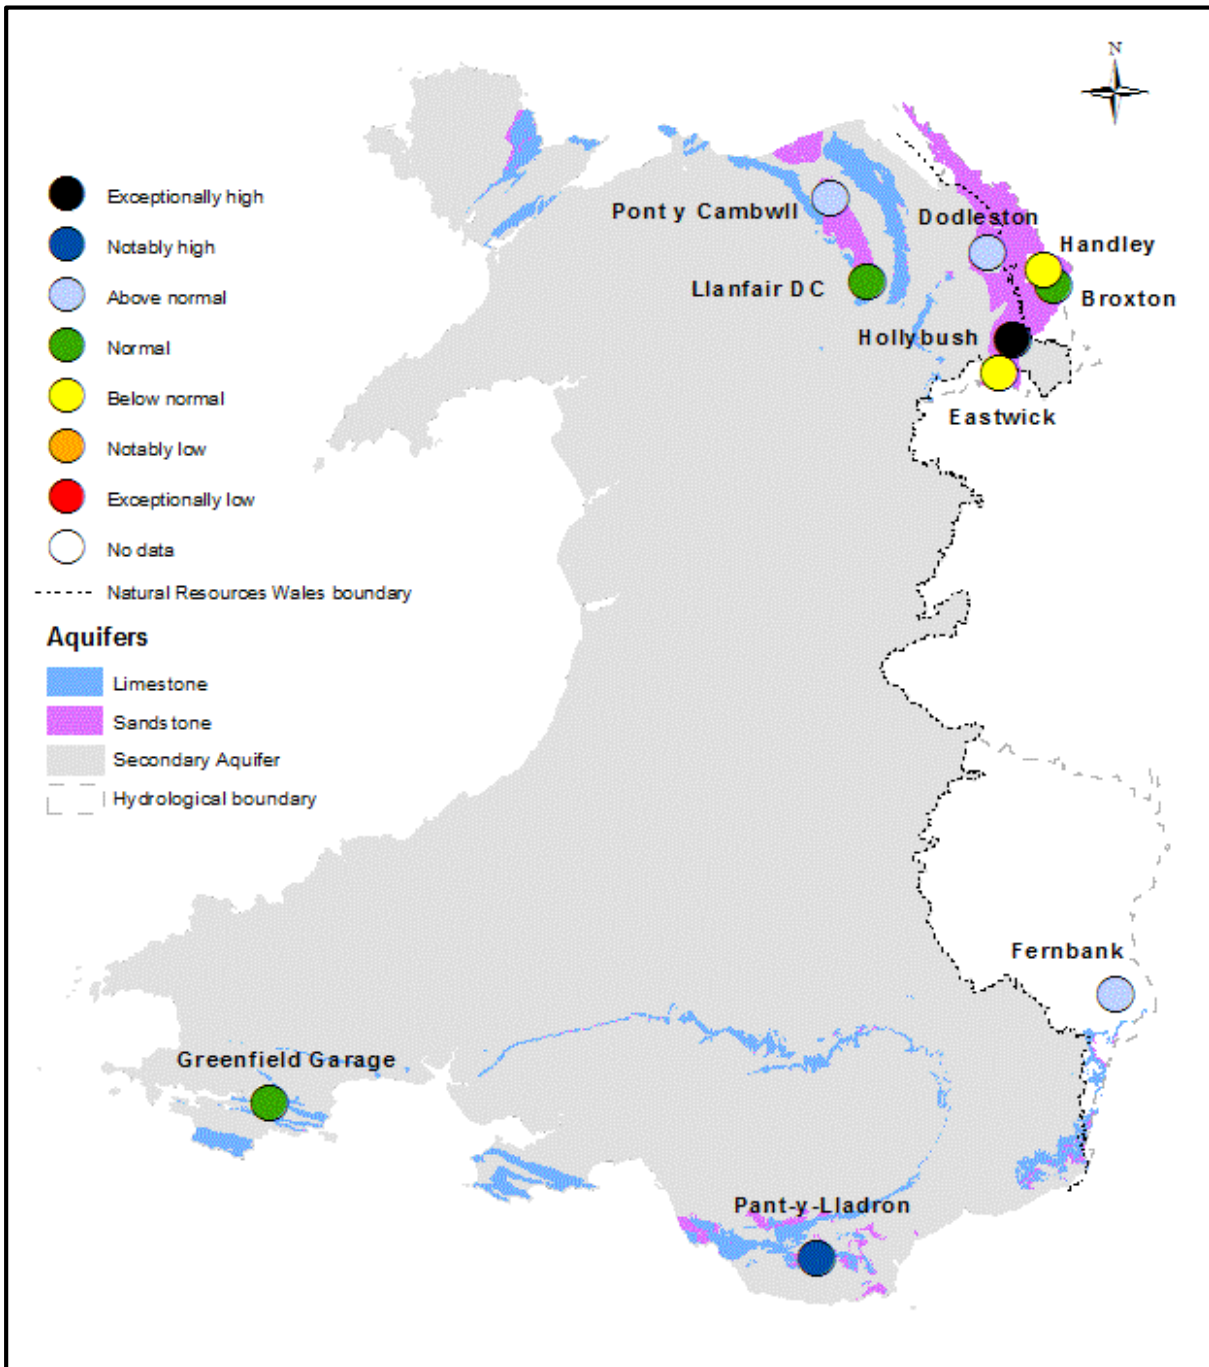 N
Exceptionally high
Notably high
Above normal
Normal
Below normal
Notably low
Exceptionally low
No data
Natural Resources Wales boundary
Aquifers
Limestone
Sandstone
Secondary Aquifer
Hydrological boundary
Pont y Cambwll
Dodleston
Handley
Llanfair DC
Broxton
Hollybush
Eastwick
Fernbank
Greenfield Garage
Pant-y-Lladron